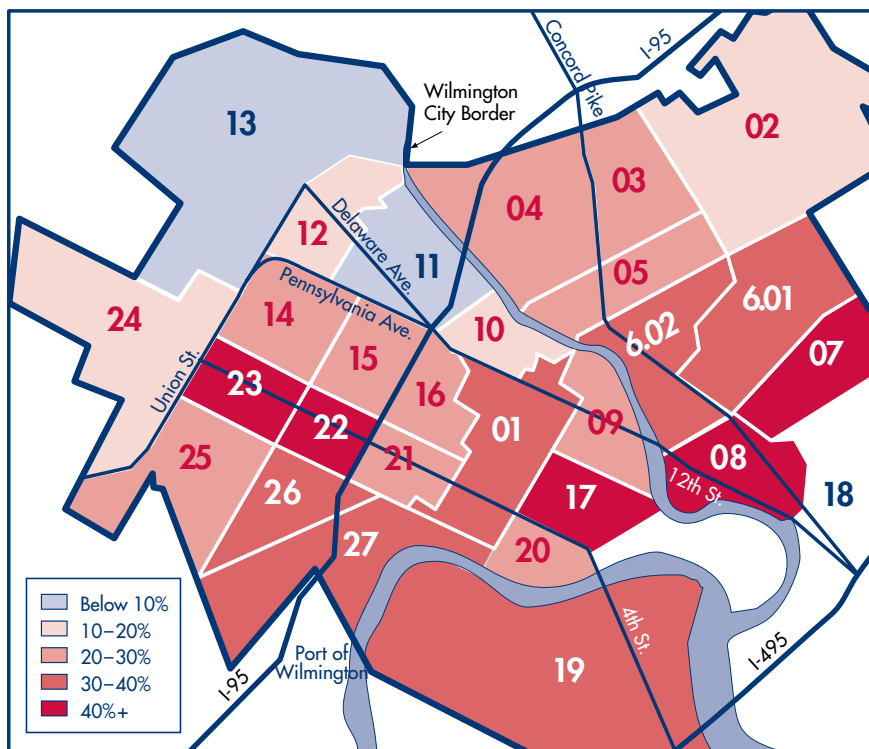 Concord Pike
I-95
Wilmington
City Border
13
02
03
04
12
Delaware Ave.
11
05
Pennsylvania Ave.
24
14
10
6.01
6.02
15
07
Union St.
23
16
22
01
09
25
21
08
26
17
12th St.
18
27
20
4th St.
19
I-495
Port of
Wilmington
I-95
Below 10%
10–20%
20–30%
30–40%
40%+